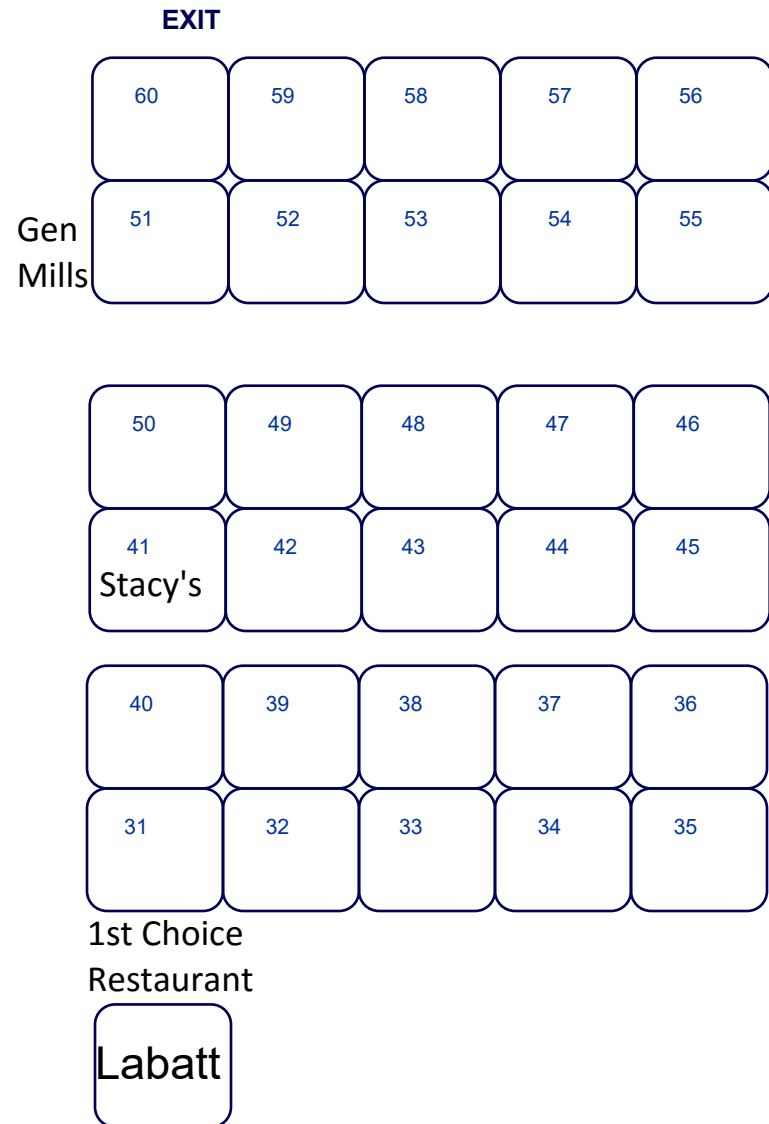 EXIT
60 59 58 57 56
Gen
Mills
51 52 53 54 55
50 49 48 47 46
41 42 43 44 45
Stacy's
40 39 38 37 36
31 32 33 34 35
1st Choice
Restaurant
Labatt